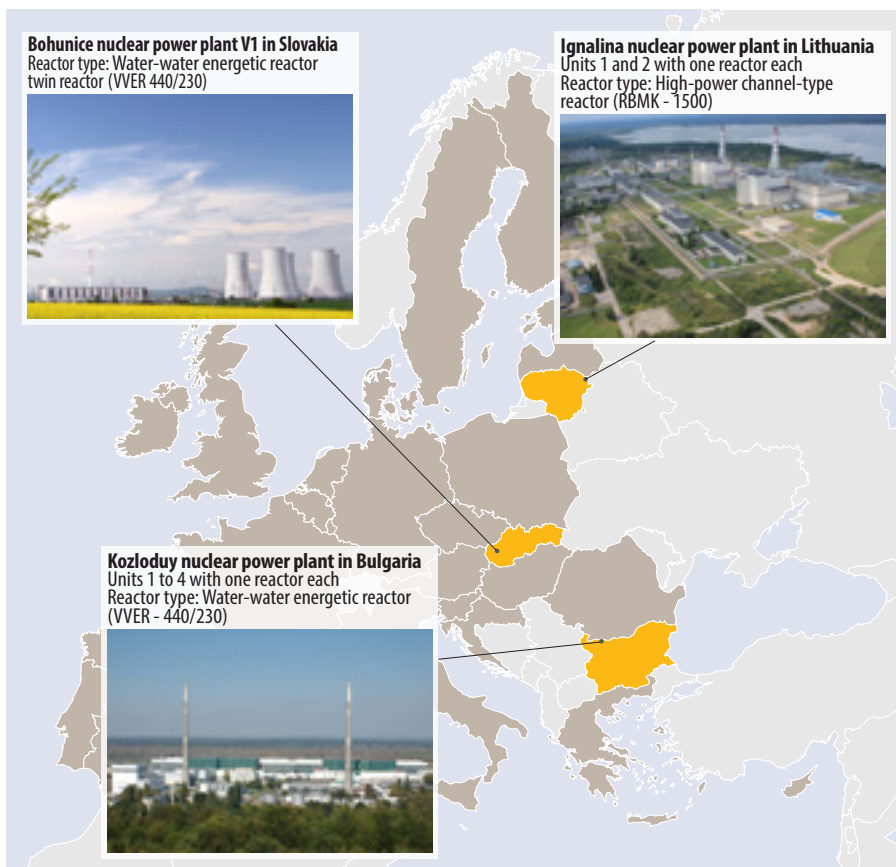 Bohunice nuclear power plant V1 in Slovakia
Reactor type: Water-water energetic reactor
twin reactor (VVER 440/230)
Ignalina nuclear power plant in Lithuania
Units 1 and 2 with one reactor each
Reactor type: High-power channel-type
reactor (RBMK - 1500)
Kozloduy nuclear power plant in Bulgaria
Units 1 to 4 with one reactor each
Reactor type: Water-water energetic reactor
(VVER - 440/230)